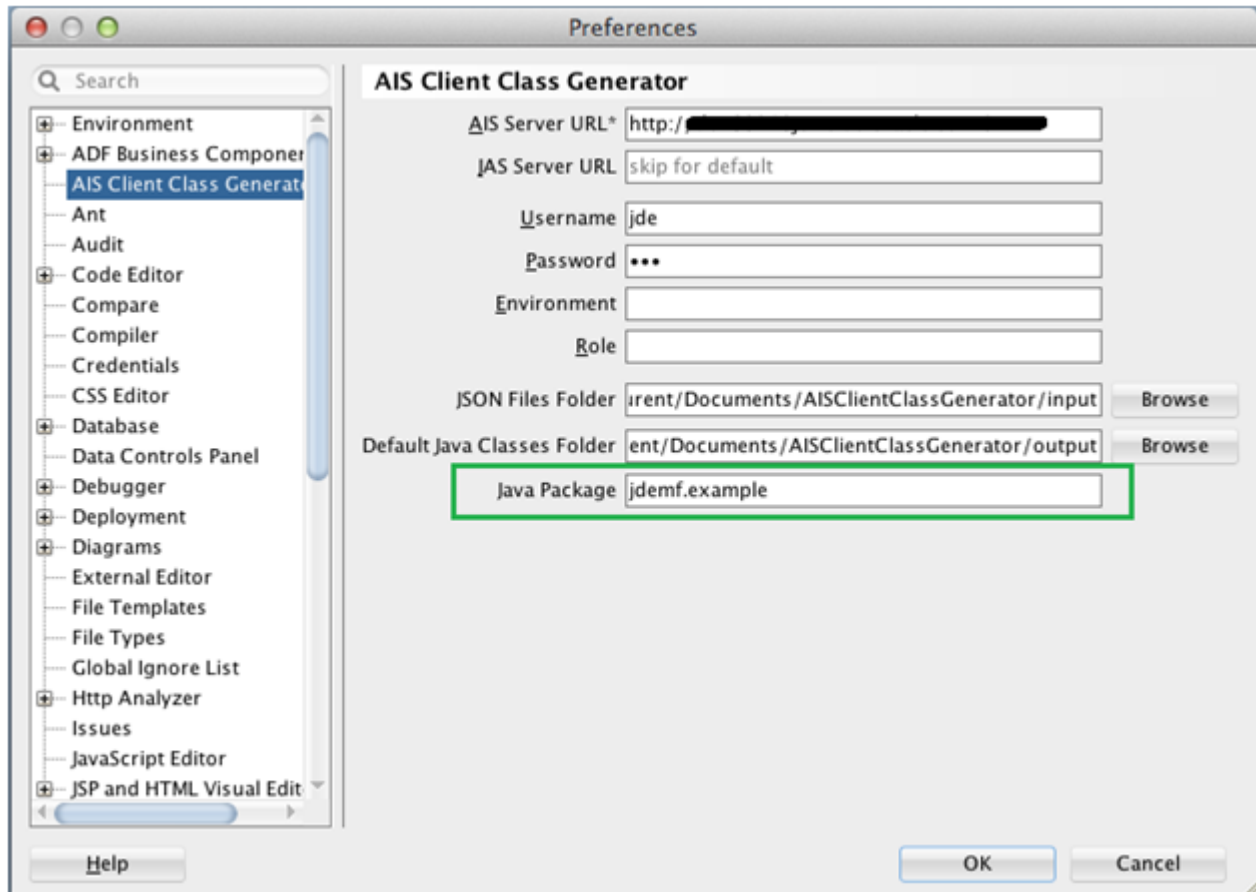 Preferences
Search
Environment
ADF Business Componen
AIS Client Class Generat
Ant
Audit
Code Editor
Compare
Compiler
Credentials
CSS Editor
Database
Data Controls Panel
Debugger
Deployment
Diagrams
External Editor
File Templates
File Types
Global Ignore List
Http Analyzer
Issues
JavaScript Editor
JSP and HTML Visual Edit
AIS Client Class Generator
AIS Server URL* http:/
JAS Server URL skip for default
Username jde
Password •••
Environment
Role
JSON Files Folder rent/Documents/AISClientClassGenerator/input Browse
Default Java Classes Folder ent/Documents/AISClientClassGenerator/output Browse
Java Package jdemf.example
Help
OK
Cancel